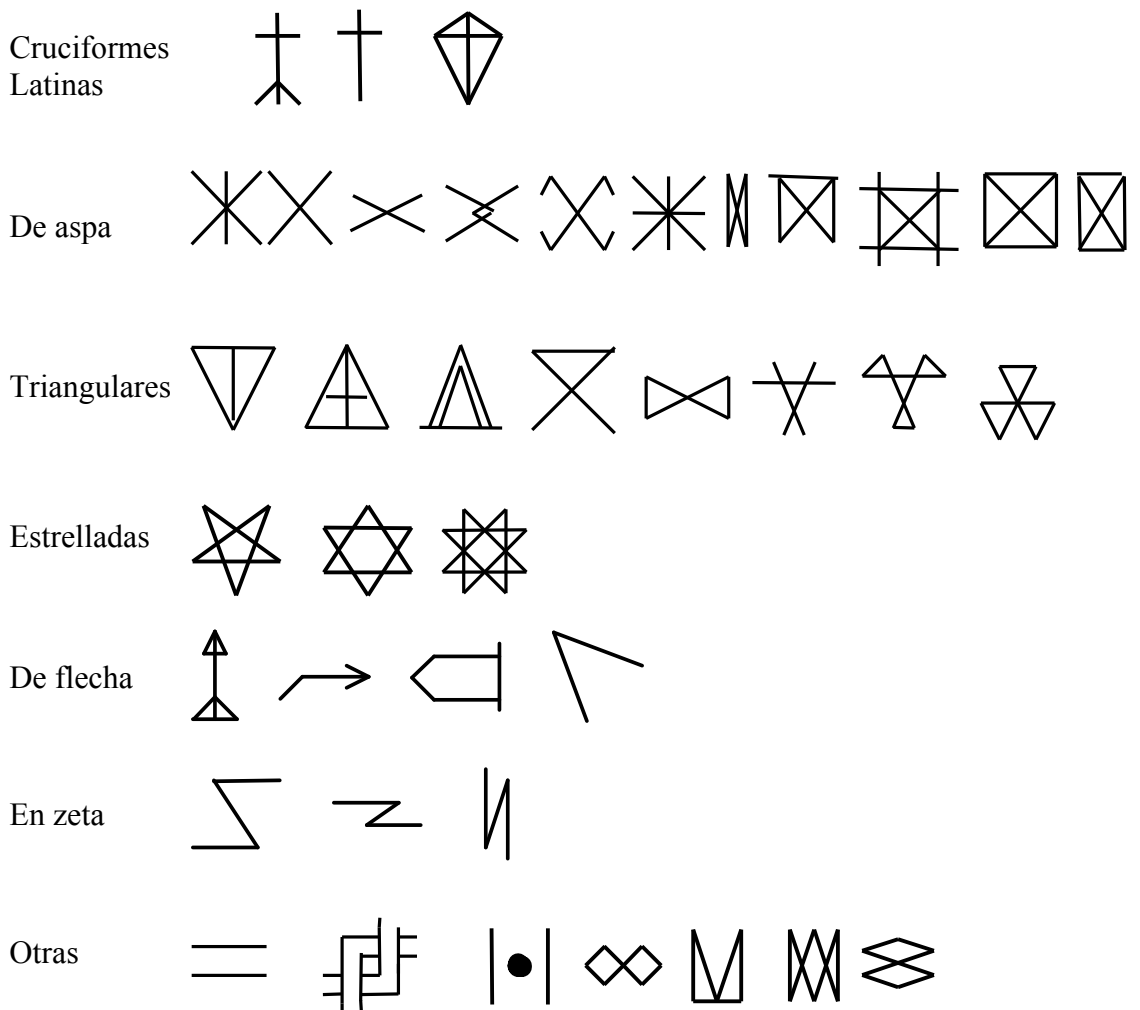 Cruciformes
Latinas
De aspa
Triangulares
Estrelladas
De flecha
En zeta
Otras